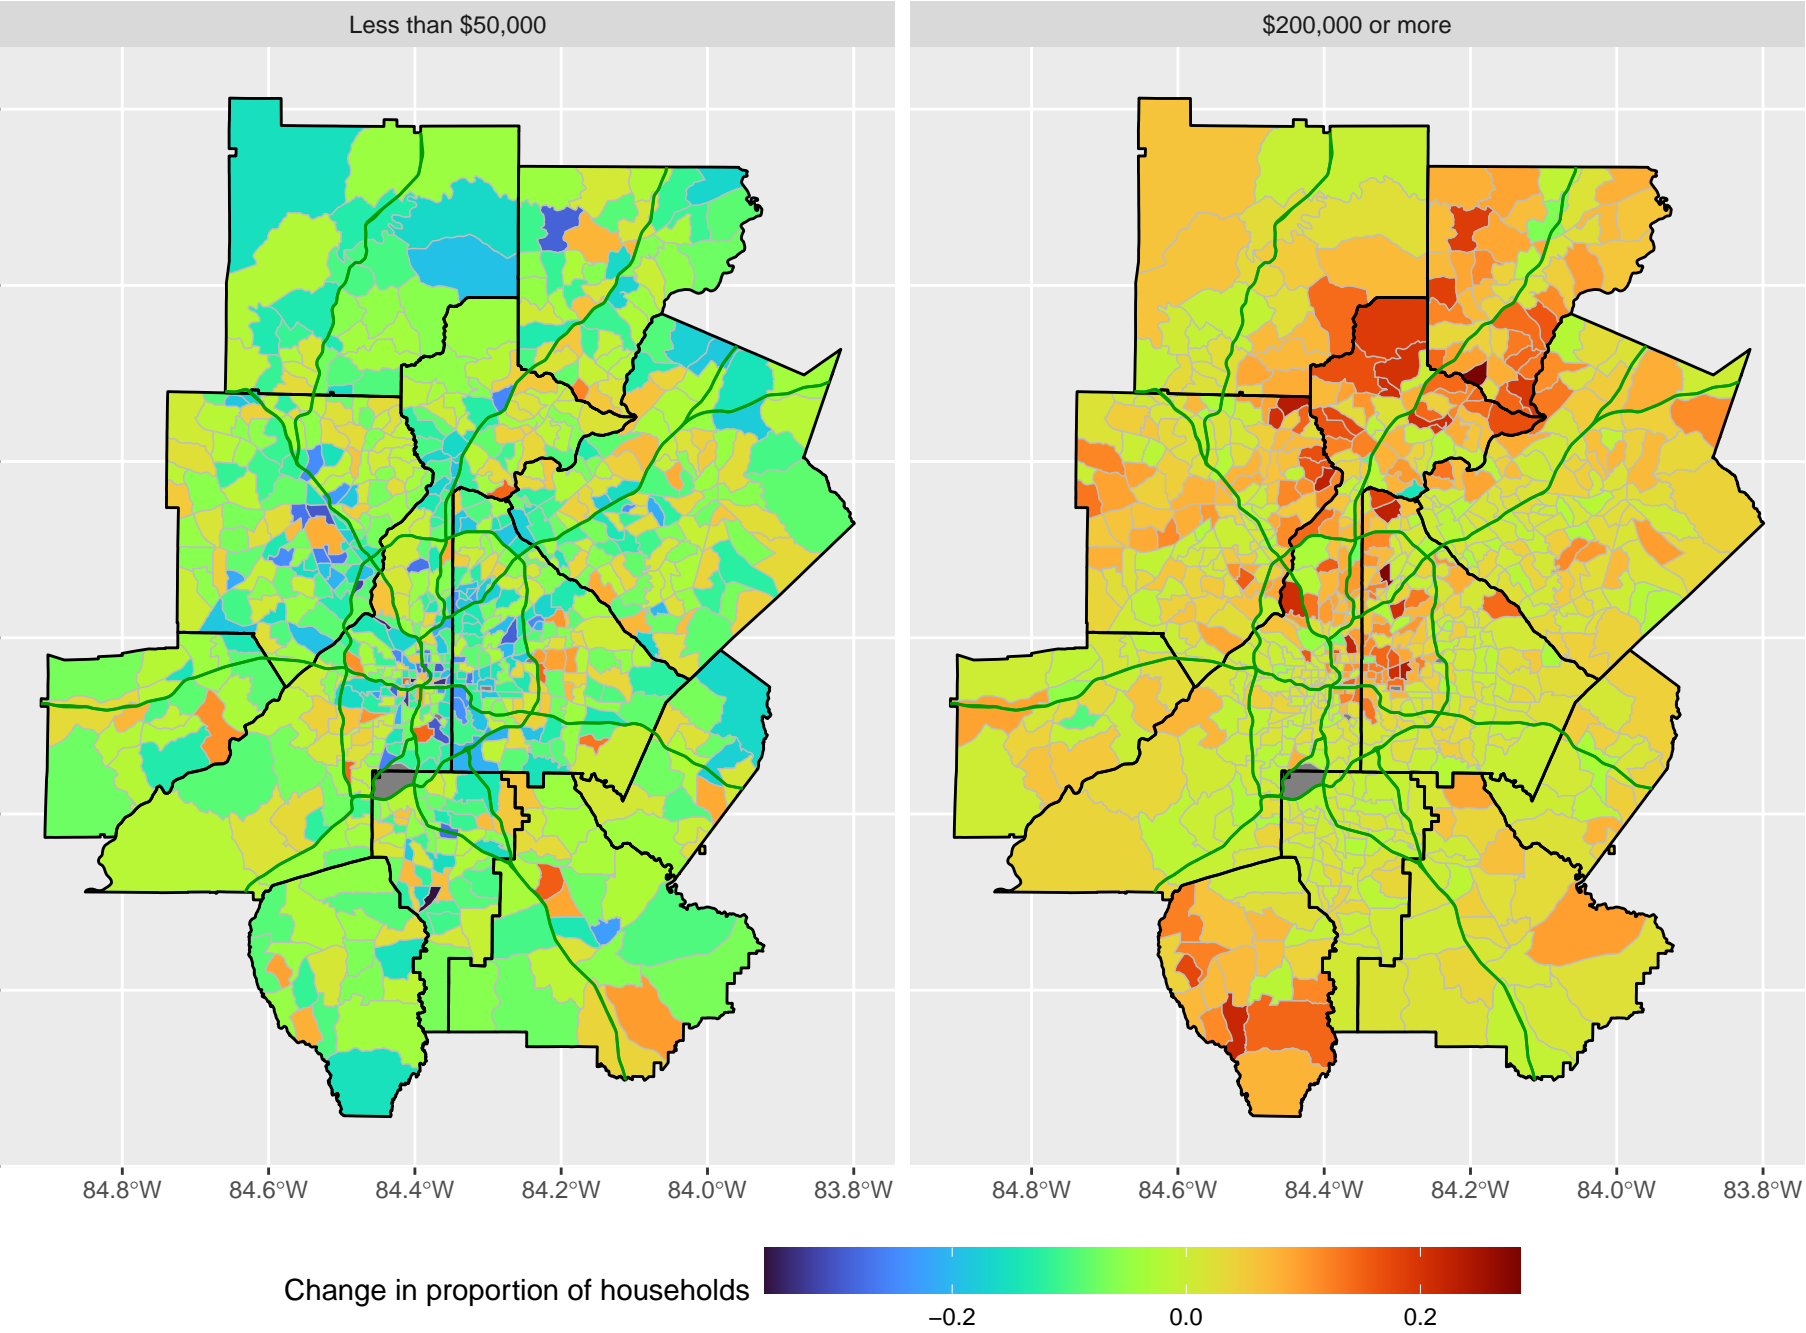 Less than $50,000
$200,000 or more
84.8°W 84.6°W 84.4°W 84.2°W 84.0°W 83.8°W
84.8°W 84.6°W 84.4°W 84.2°W 84.0°W 83.8°W
Change in proportion of households
−0.2 0.0 0.2